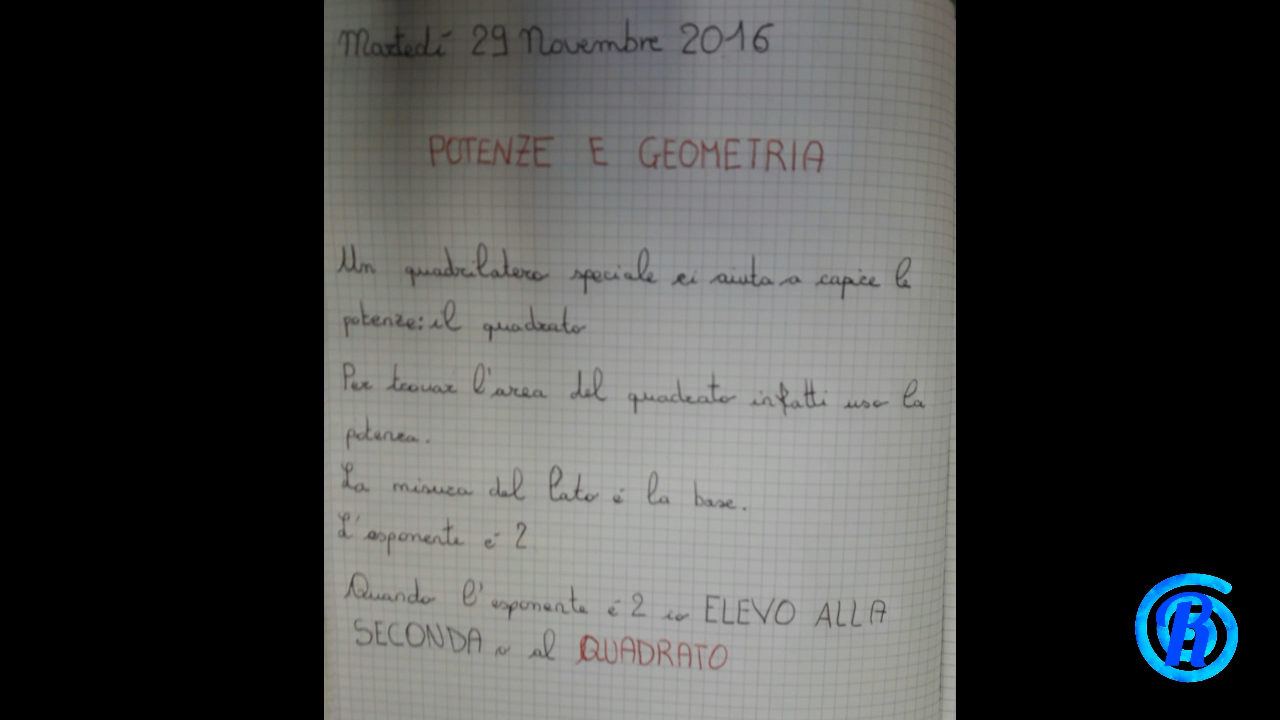 Martedí 29 Novembre 2016
POTENZE E GEOMETRIA
Un quadrilatero speciale ci aiuta a capire le
potenze: il quadrato
Per trovar l'area del quadrato infatti uso la
potenza.
La misura del lato é la base.
L'esponente é 2
Quando l'esponente é 2 io ELEVO ALLA
SECONDA o al QUADRATO